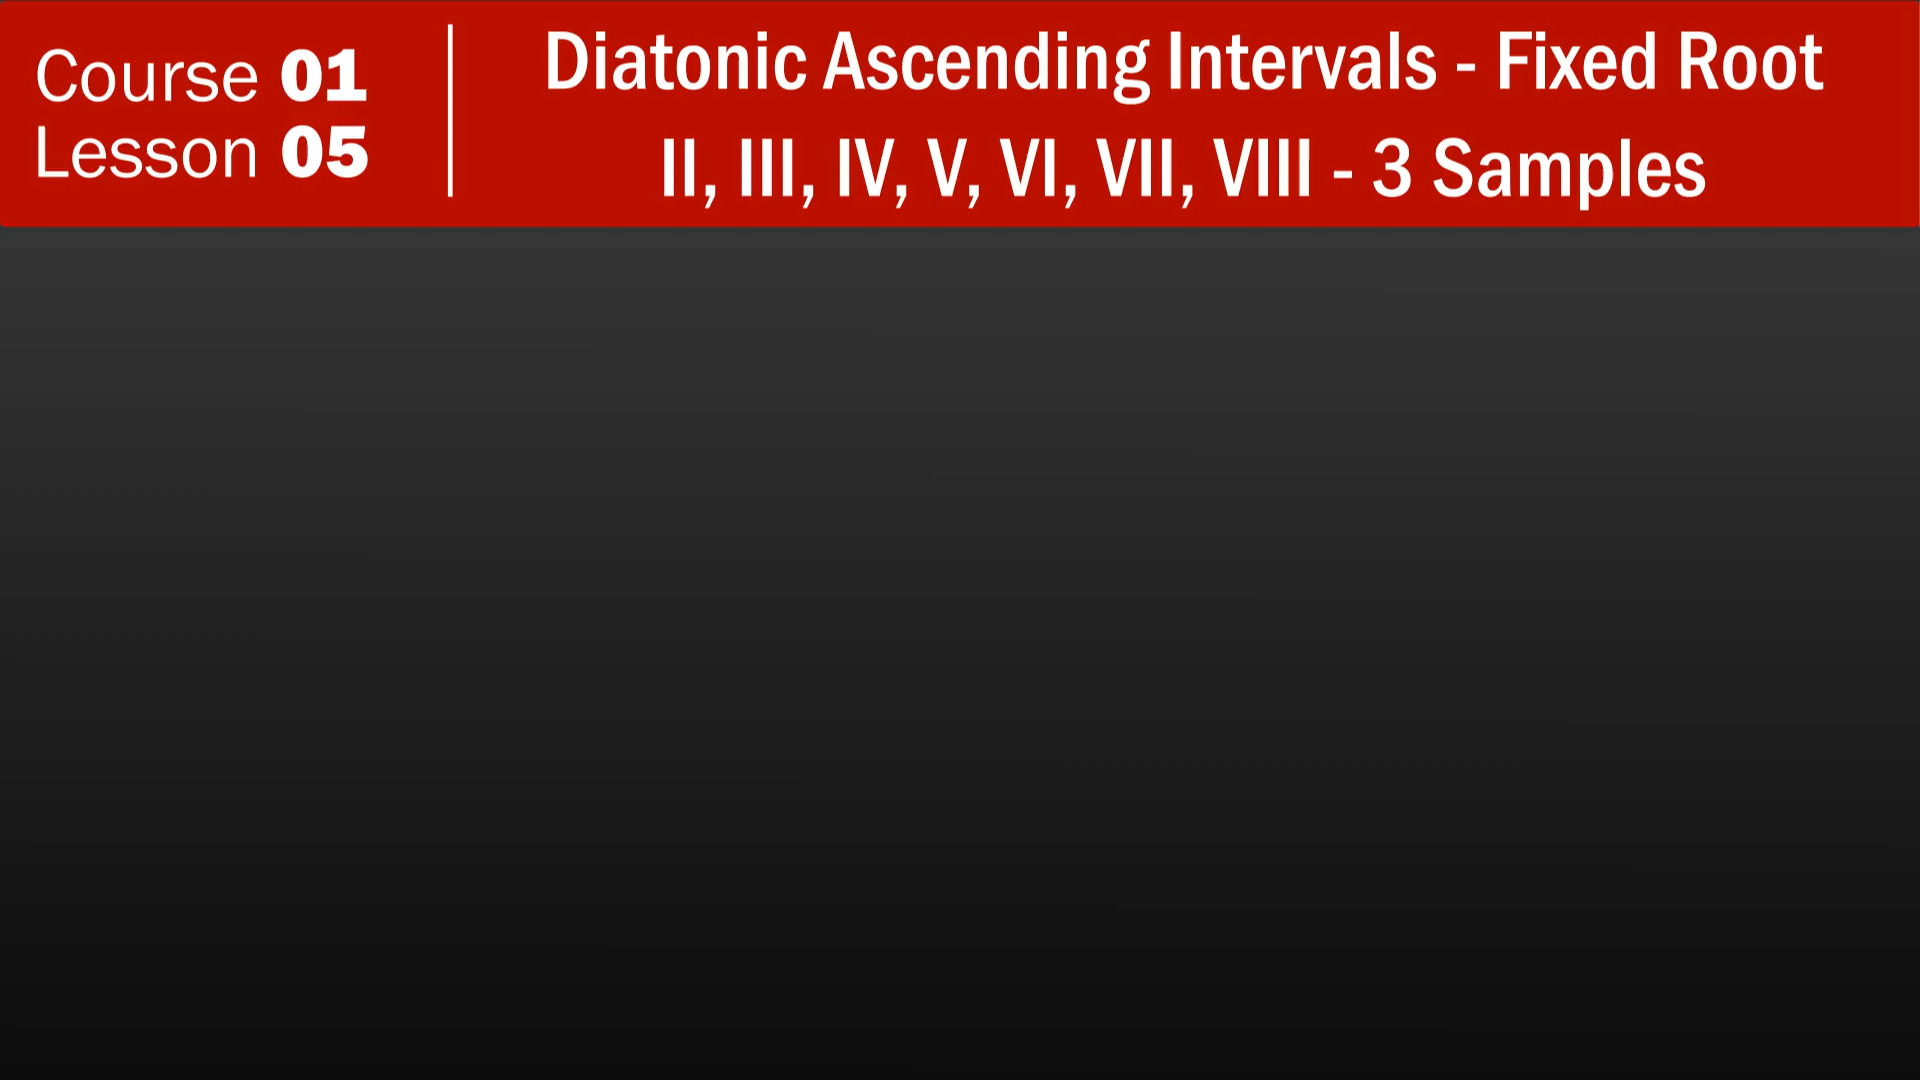 Course 01
Lesson 05
Diatonic Ascending Intervals - Fixed Root
II, III, IV, V, VI, VII, VIII - 3 Samples